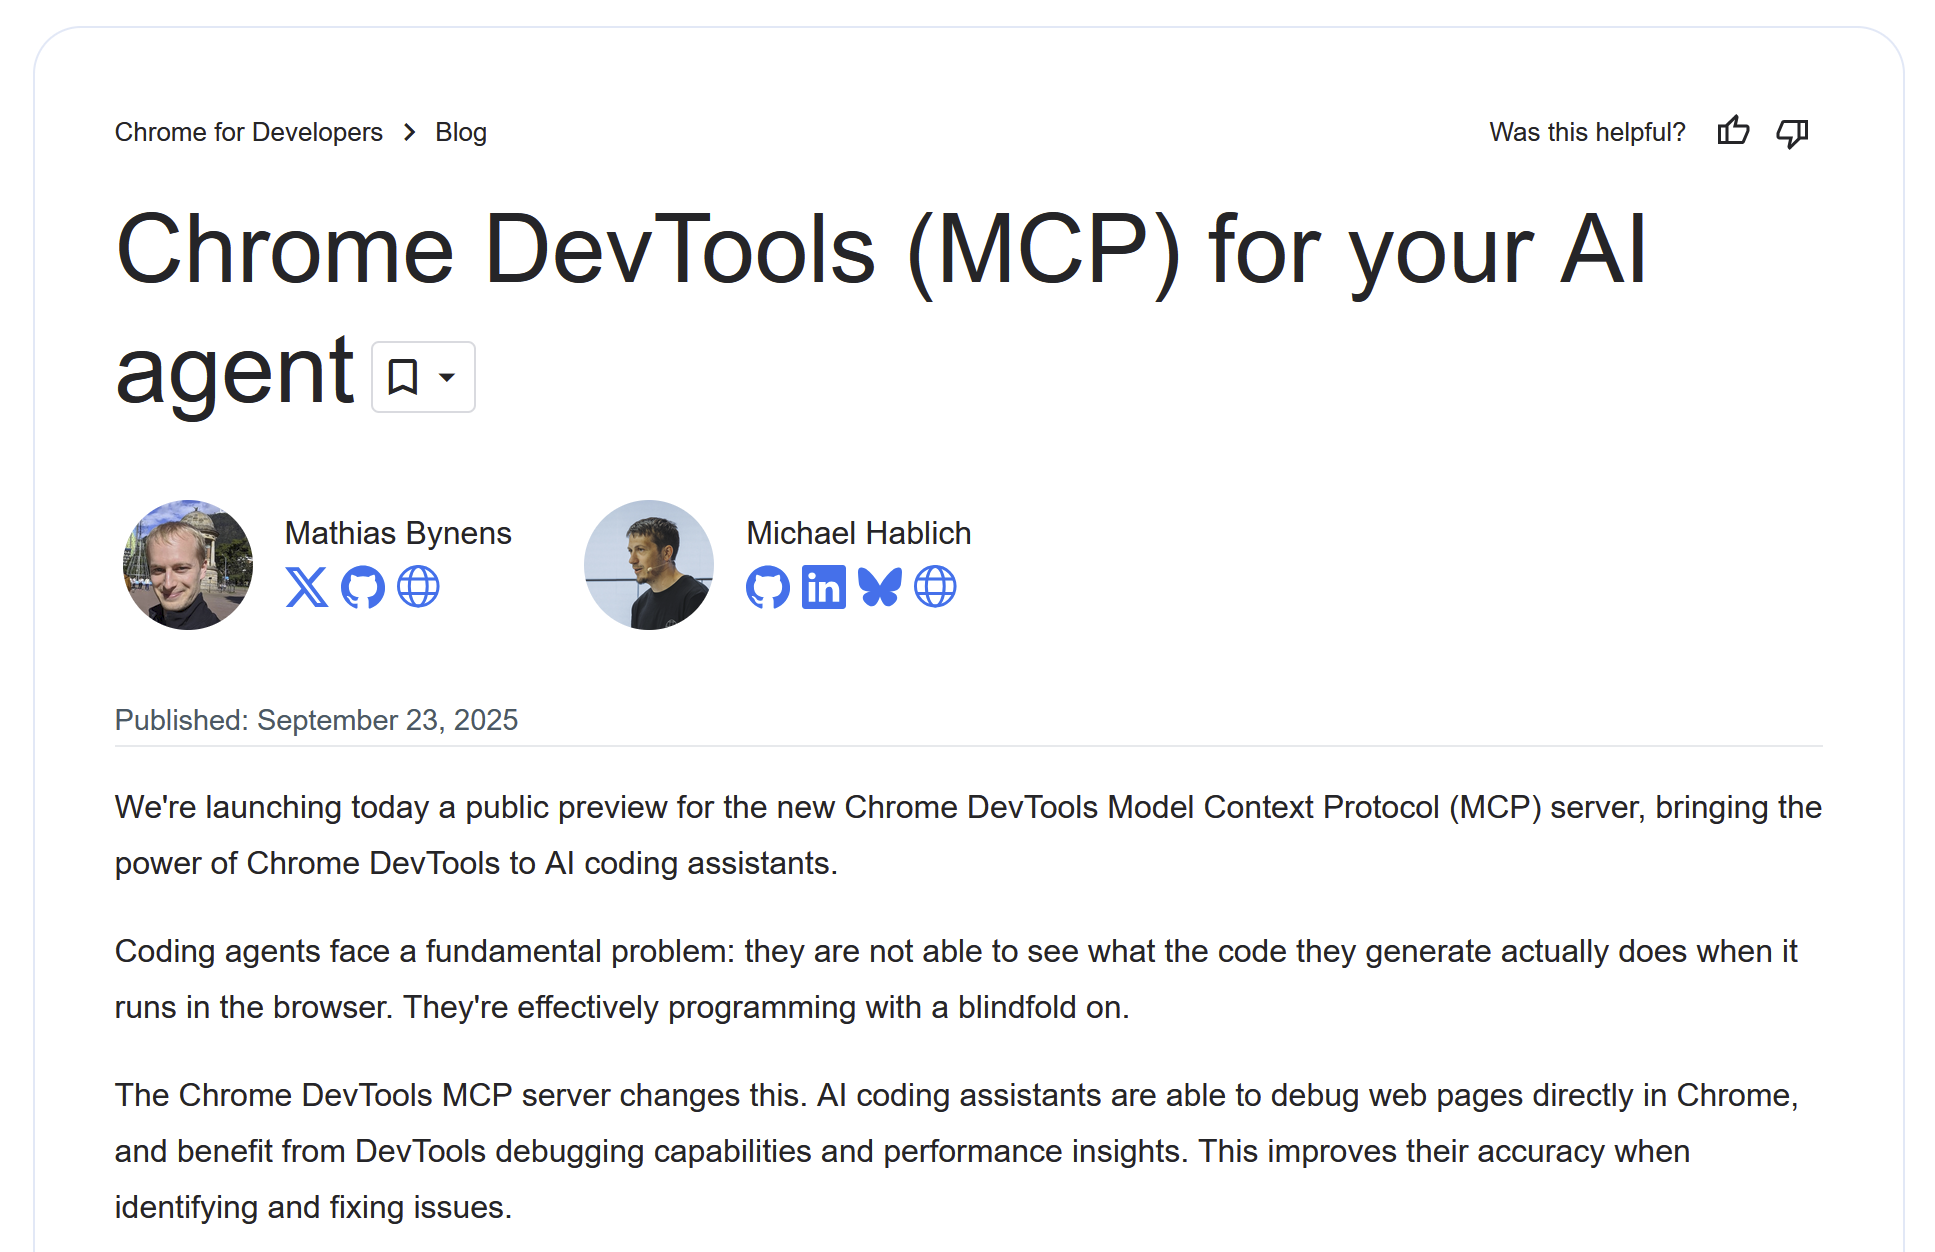 Chrome for Developers > Blog
Was this helpful?
Chrome DevTools (MCP) for your AI
agent
Mathias Bynens
Michael Hablich
Published: September 23, 2025
We're launching today a public preview for the new Chrome DevTools Model Context Protocol (MCP) server, bringing the
power of Chrome DevTools to AI coding assistants.
Coding agents face a fundamental problem: they are not able to see what the code they generate actually does when it
runs in the browser. They're effectively programming with a blindfold on.
The Chrome DevTools MCP server changes this. AI coding assistants are able to debug web pages directly in Chrome,
and benefit from DevTools debugging capabilities and performance insights. This improves their accuracy when
identifying and fixing issues.